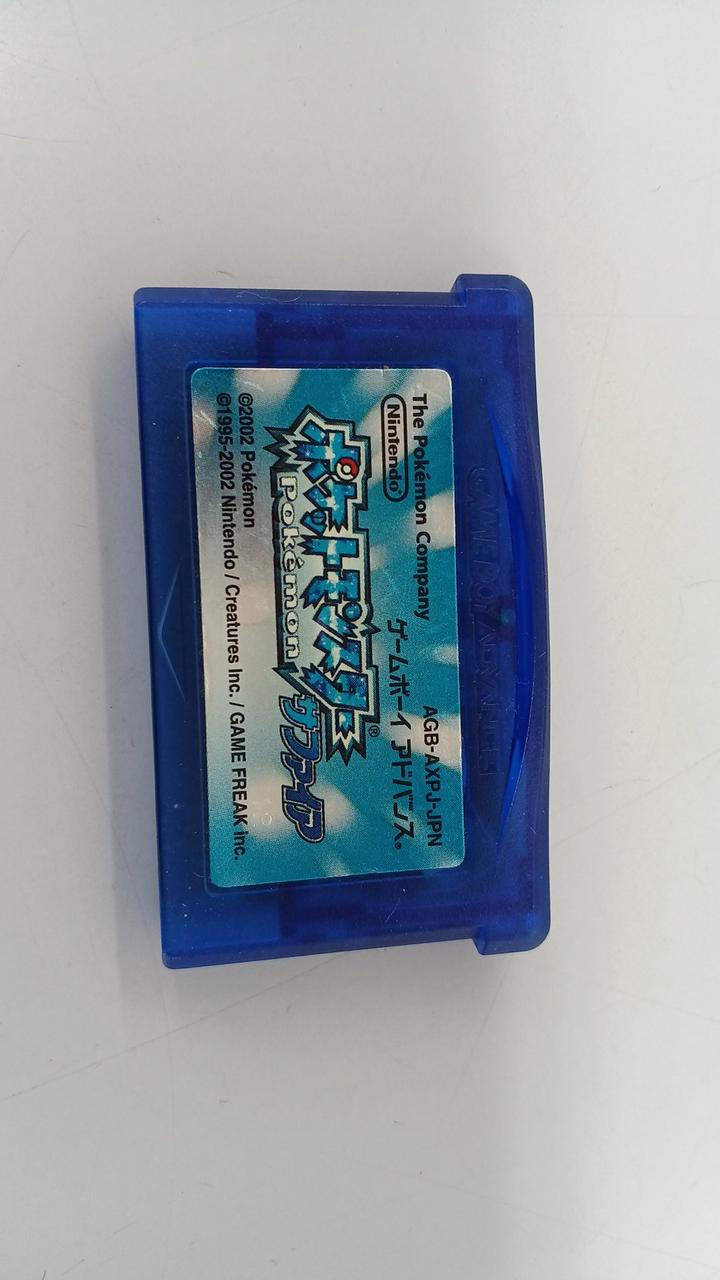 GAME BOY ADVANCE
The Pokémon Company AGB-AXPJ-JPN
Nintendo® ゲームボーイ アドバンス®
ポケットモンスター®
Pokémon サファイア
©2002 Pokémon
©1995-2002 Nintendo / Creatures Inc. / GAME FREAK inc.